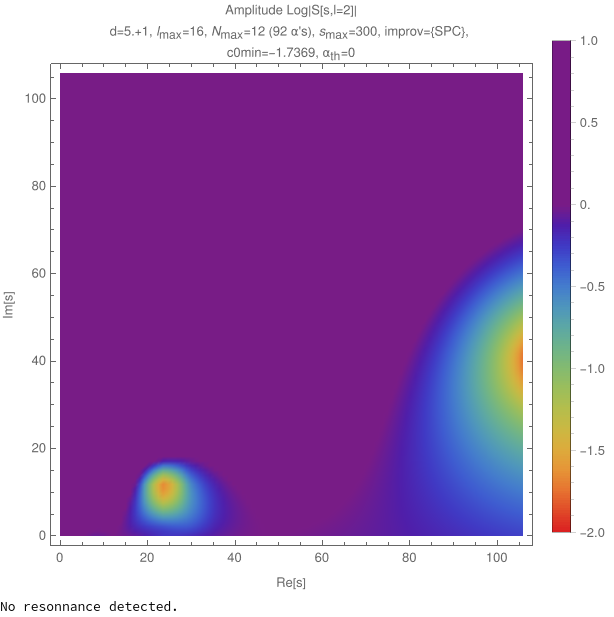 Amplitude Log|S[s,l=2]|
d=5.+1, lmax=16, Nmax=12 (92 α's), smax=300, improv={SPC},
c0min=−1.7369, αth=0
1.0
100
0.5
80
0.
60
−0.5
Im[s]
40
−1.0
20
−1.5
0
−2.0
0 20 40 60 80 100
Re[s]
No resonnance detected.